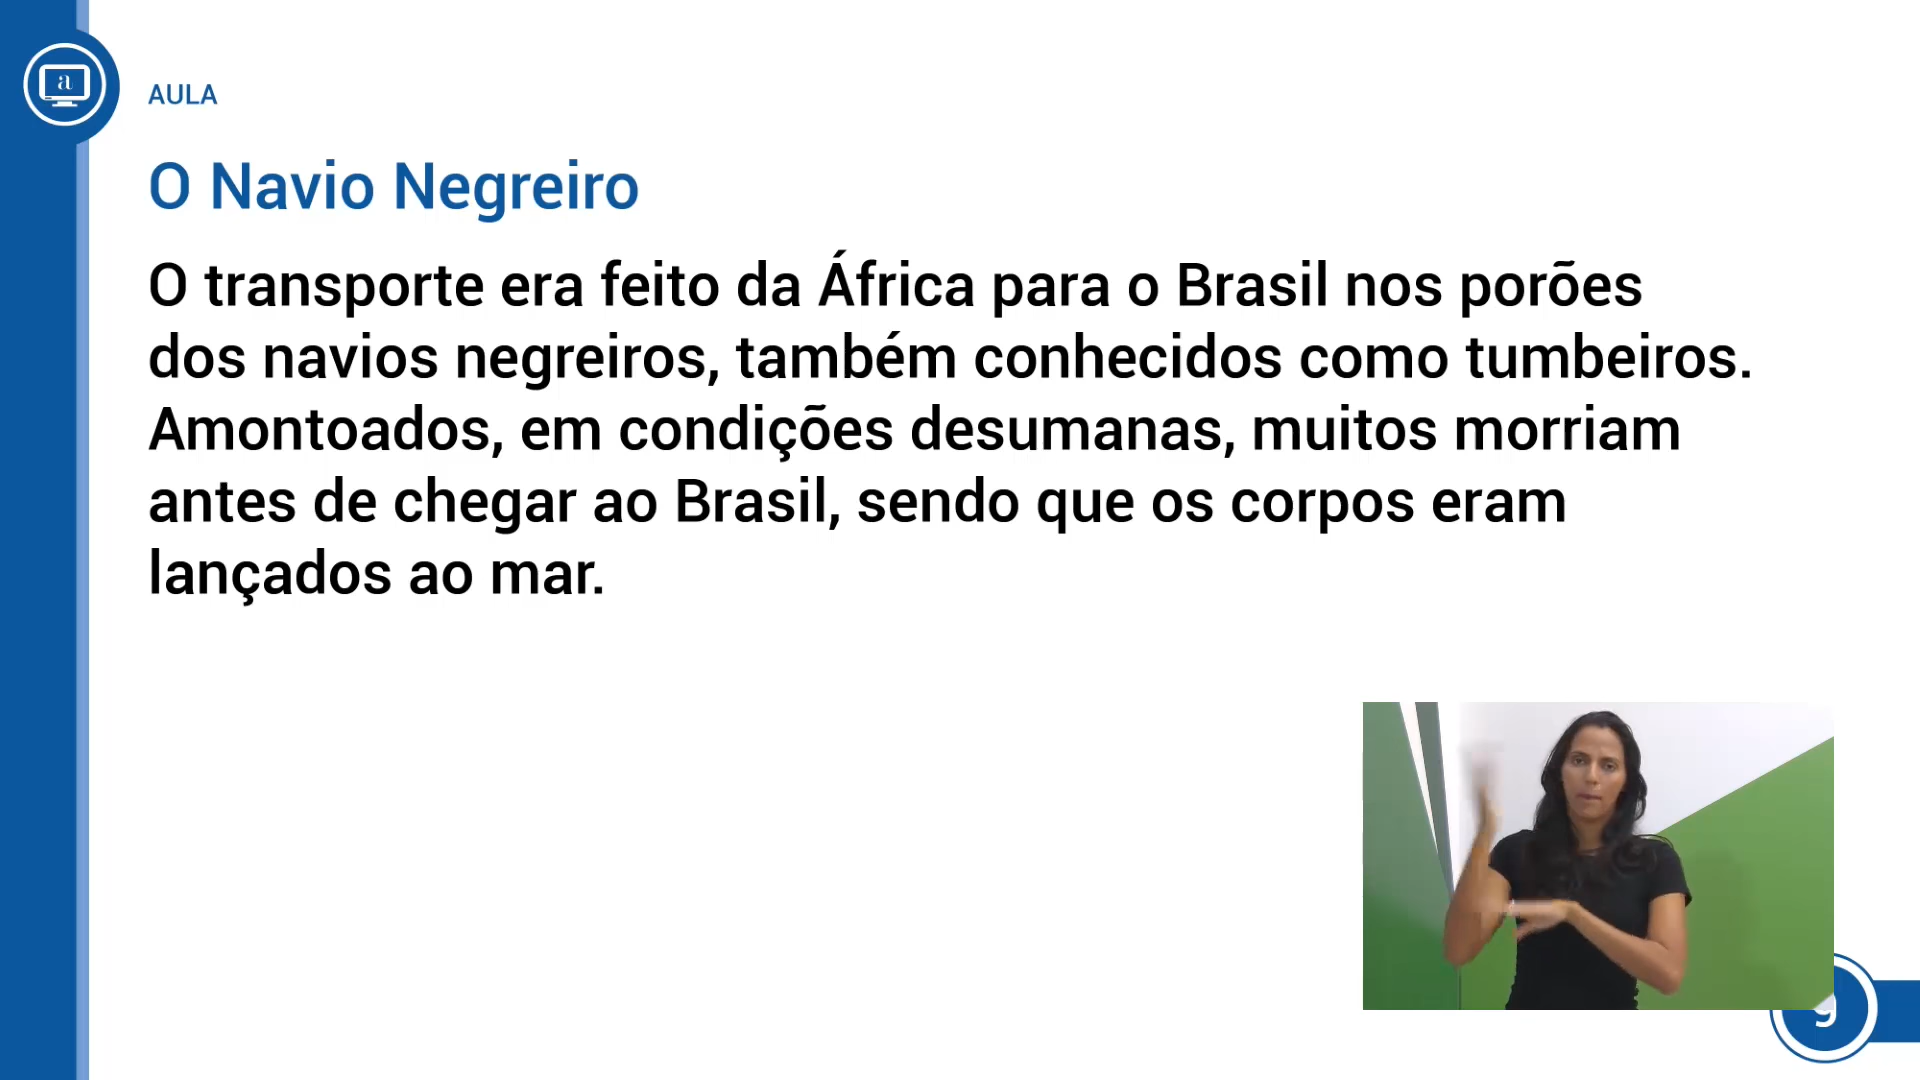 a
AULA
O Navio Negreiro
O transporte era feito da África para o Brasil nos porões
dos navios negreiros, também conhecidos como tumbeiros.
Amontoados, em condições desumanas, muitos morriam
antes de chegar ao Brasil, sendo que os corpos eram
lançados ao mar.
9